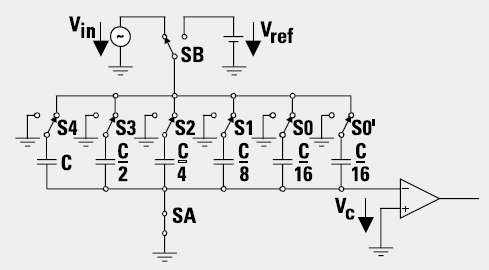 Vin
~
Vref
SB
S4 S3 S2 S1 S0 S0'
C C/2 C/4 C/8 C/16 C/16
SA
Vc
−
+